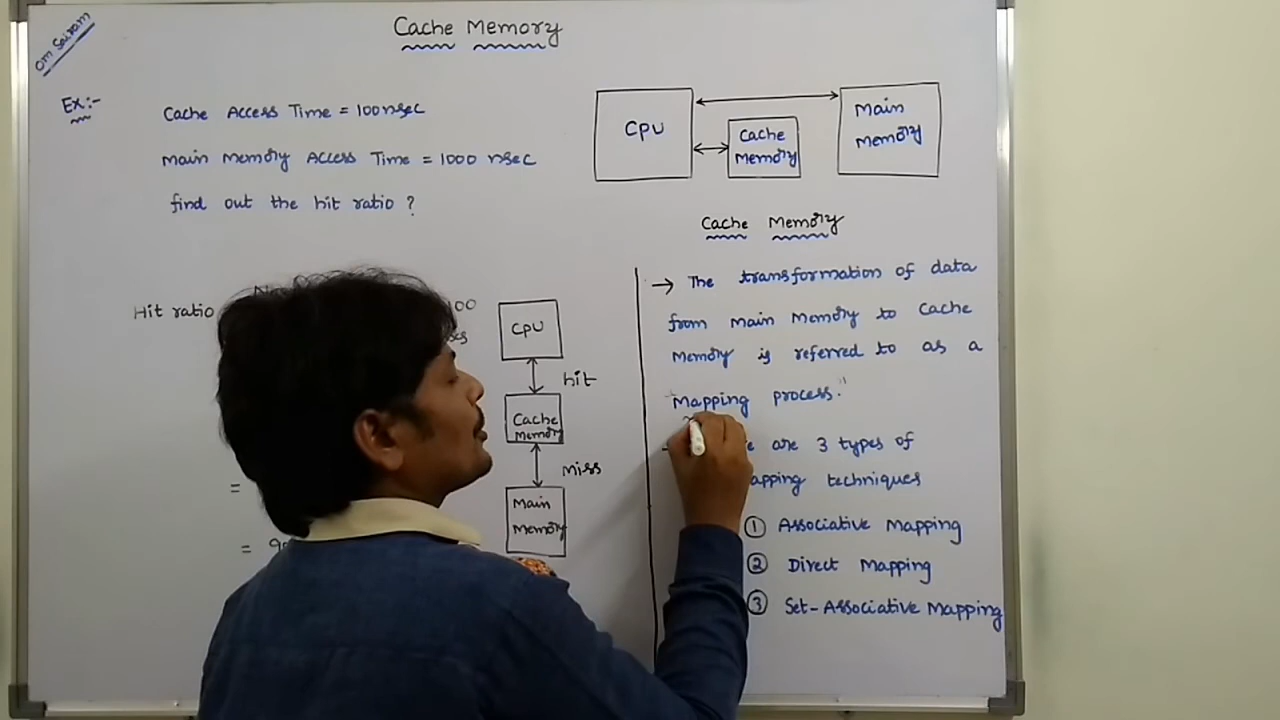 Om Sairam
Cache Memory
Ex:-
Cache Access Time = 100 nsec
Main Memory Access Time = 1000 nsec
find out the hit ratio ?
CPU
Cache
Memory
Main
Memory
Hit ratio
=
=
CPU
hit
Cache
Memory
miss
Main
Memory
Cache Memory
→ The transformation of data
from Main Memory to Cache
Memory is referred to as a
Mapping process."
are 3 types of
techniques
① Associative Mapping
② Direct Mapping
③ Set-Associative Mapping